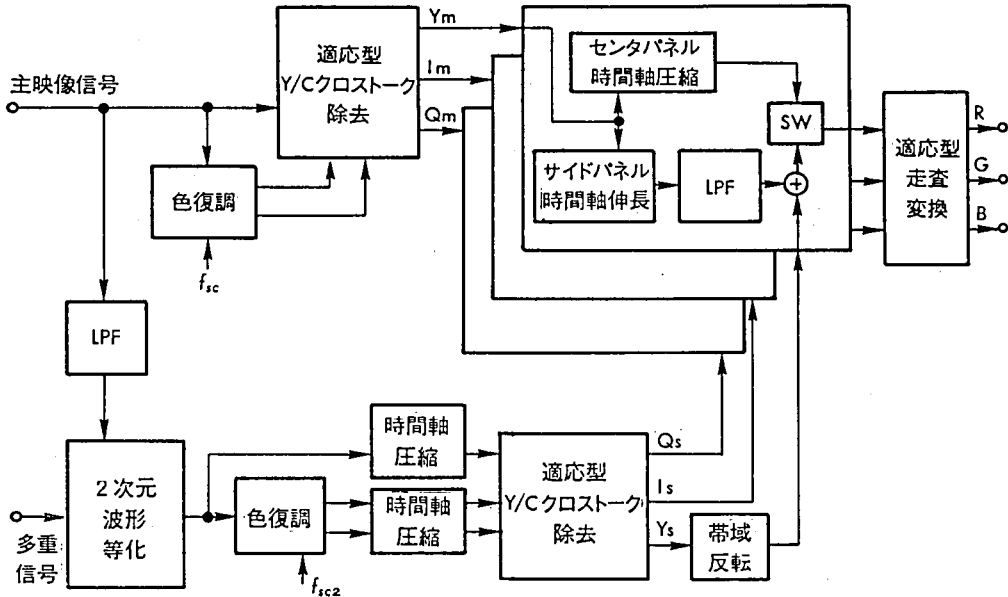 主映像信号
適応型
Y/Cクロストーク
除去
Ym
Im
Qm
色復調
fsc
LPF
センタパネル
時間軸圧縮
サイドパネル
時間軸伸長
LPF
SW
+
適応型
走査
変換
R
G
B
2次元
波形
等化
多重
信号
色復調
fsc2
時間軸
圧縮
時間軸
圧縮
適応型
Y/Cクロストーク
除去
Qs
Is
Ys
帯域
反転